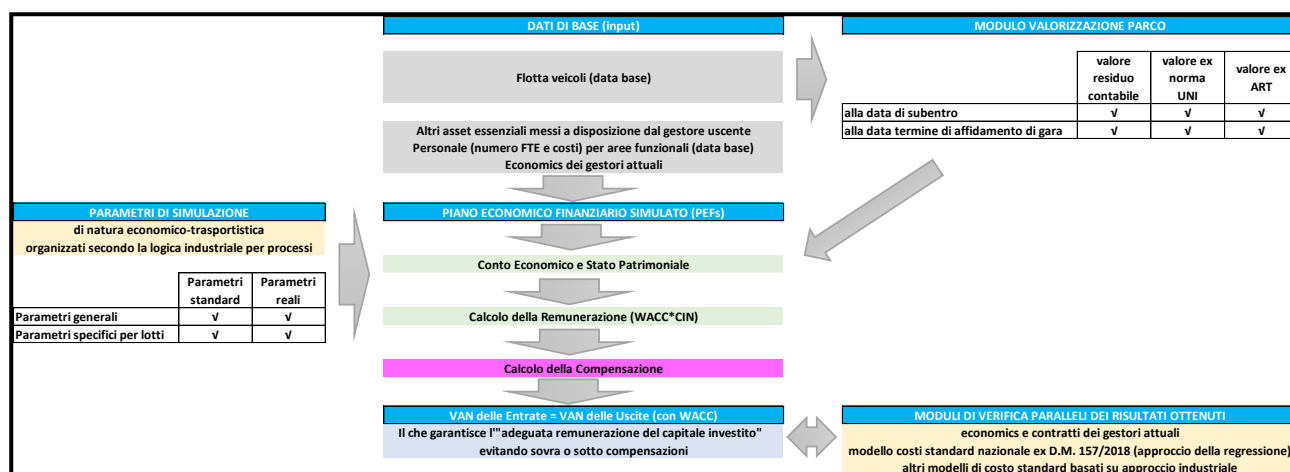 DATI DI BASE (input)
Flotta veicoli (data base)
Altri asset essenziali messi a disposizione dal gestore uscente
Personale (numero FTE e costi) per aree funzionali (data base)
Economics dei gestori attuali
MODULO VALORIZZAZIONE PARCO
valore residuo contabile | valore ex norma UNI | valore ex ART
alla data di subentro √ √ √
alla data termine di affidamento di gara √ √ √
PARAMETRI DI SIMULAZIONE
di natura economico-trasportistica
organizzati secondo la logica industriale per processi
Parametri standard | Parametri reali
Parametri generali √ √
Parametri specifici per lotti √ √
PIANO ECONOMICO FINANZIARIO SIMULATO (PEFs)
Conto Economico e Stato Patrimoniale
Calcolo della Remunerazione (WACC*CIN)
Calcolo della Compensazione
VAN delle Entrate = VAN delle Uscite (con WACC)
Il che garantisce l'"adeguata remunerazione del capitale investito"
evitando sovra o sotto compensazioni
MODULI DI VERIFICA PARALLELI DEI RISULTATI OTTENUTI
economics e contratti dei gestori attuali
modello costi standard nazionale ex D.M. 157/2018 (approccio della regressione)
altri modelli di costo standard basati su approccio industriale